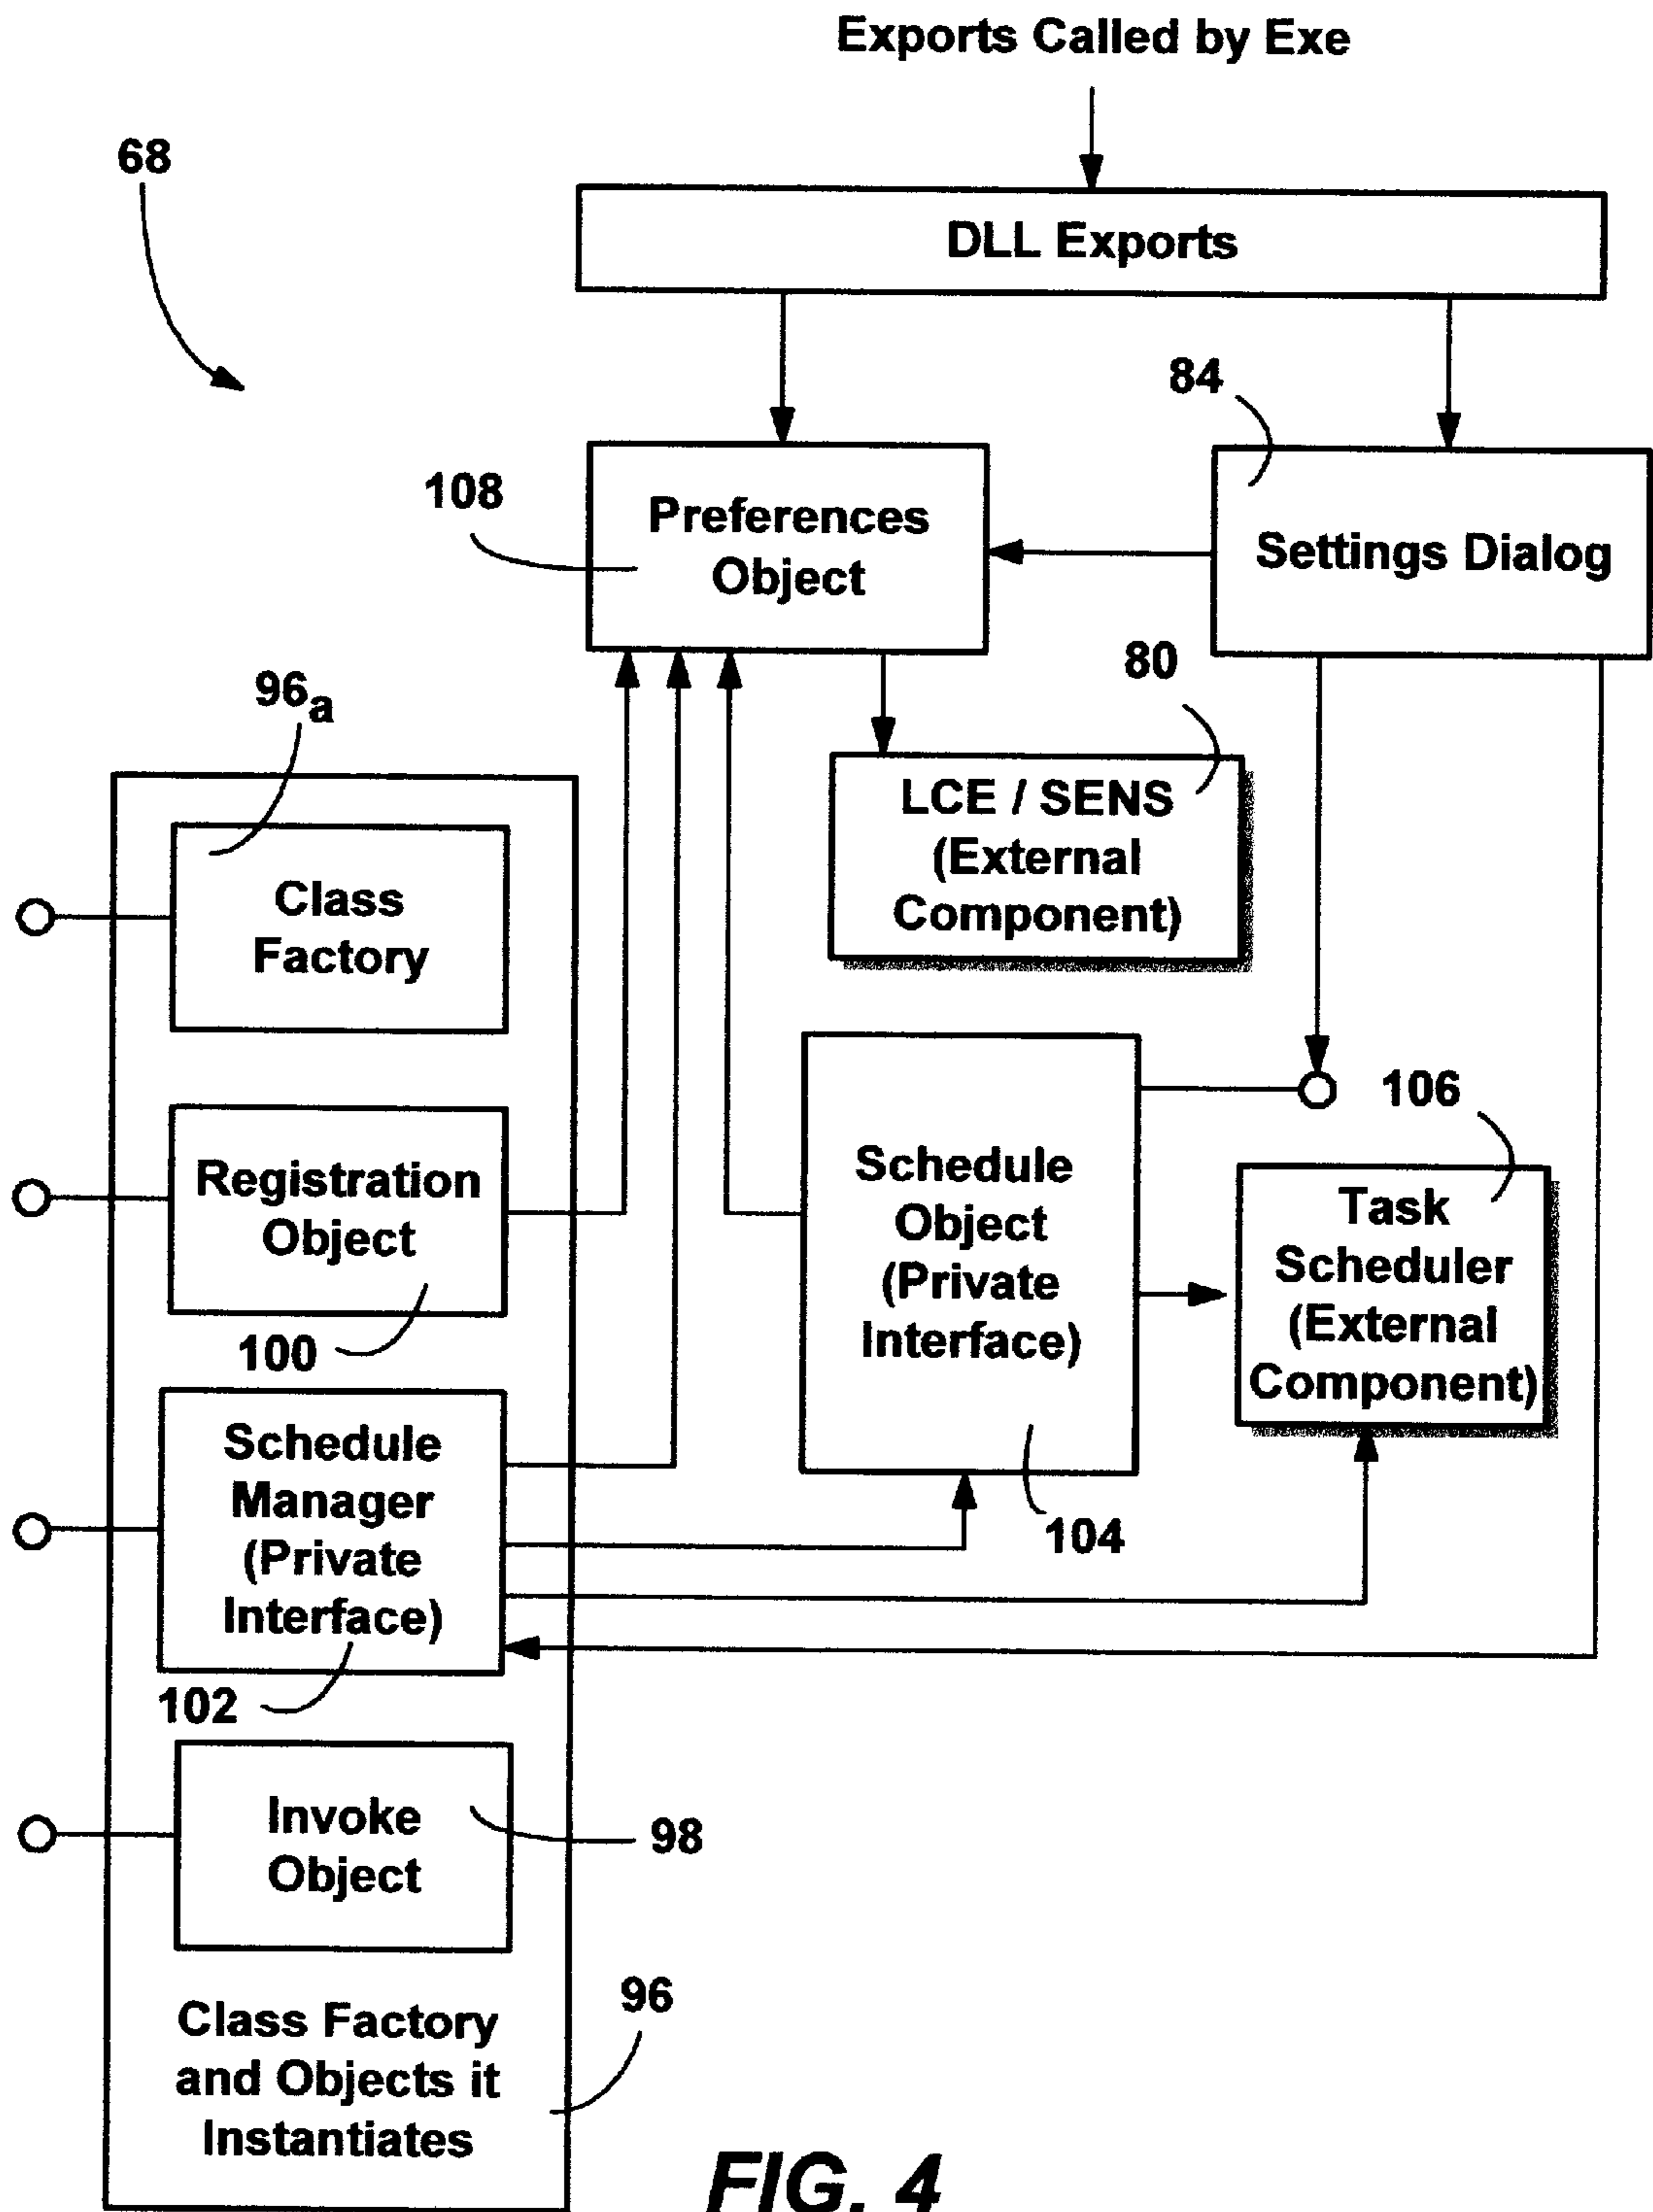 Exports Called by Exe
68
DLL Exports
84
108
Preferences
Object
Settings Dialog
80
96a
LCE / SENS
(External
Component)
Class
Factory
106
Schedule
Object
(Private
Interface)
Task
Scheduler
(External
Component)
Registration
Object
100
Schedule
Manager
(Private
Interface)
104
102
Invoke
Object
98
96
Class Factory
and Objects it
Instantiates
FIG. 4